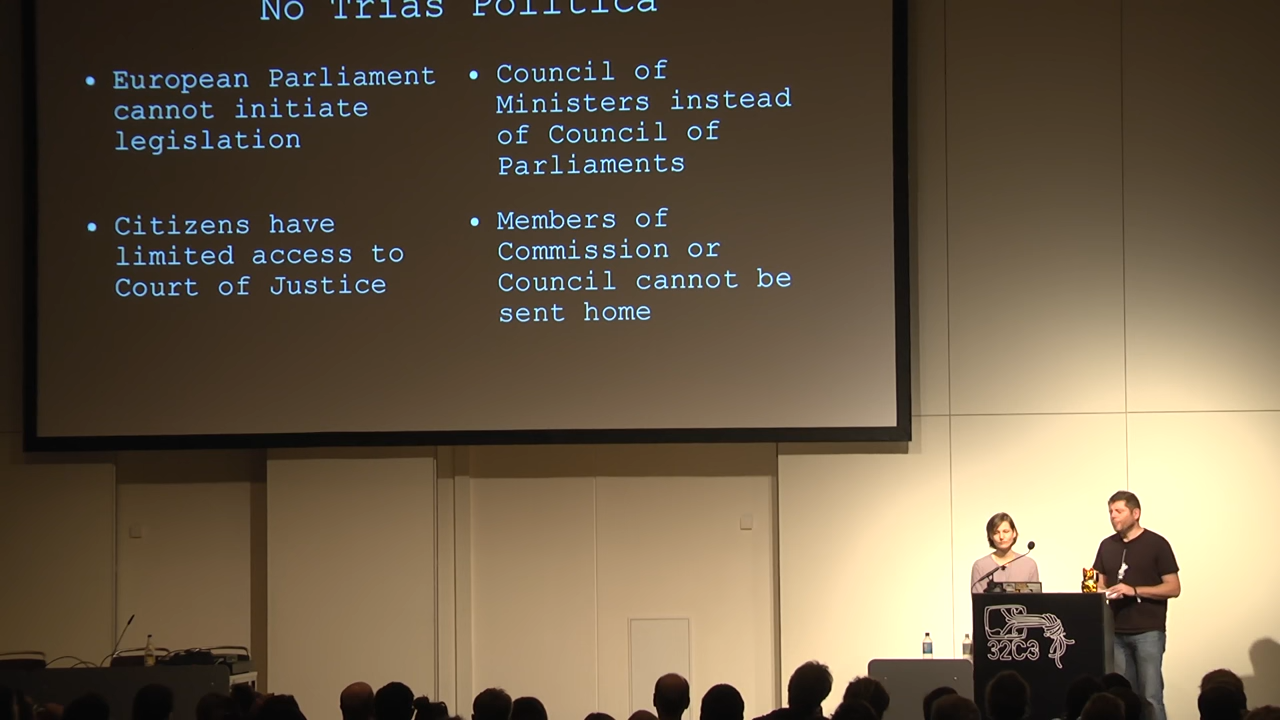 No Trias Politica
• European Parliament
cannot initiate
legislation
• Citizens have
limited access to
Court of Justice
• Council of
Ministers instead
of Council of
Parliaments
• Members of
Commission or
Council cannot be
sent home
32C3